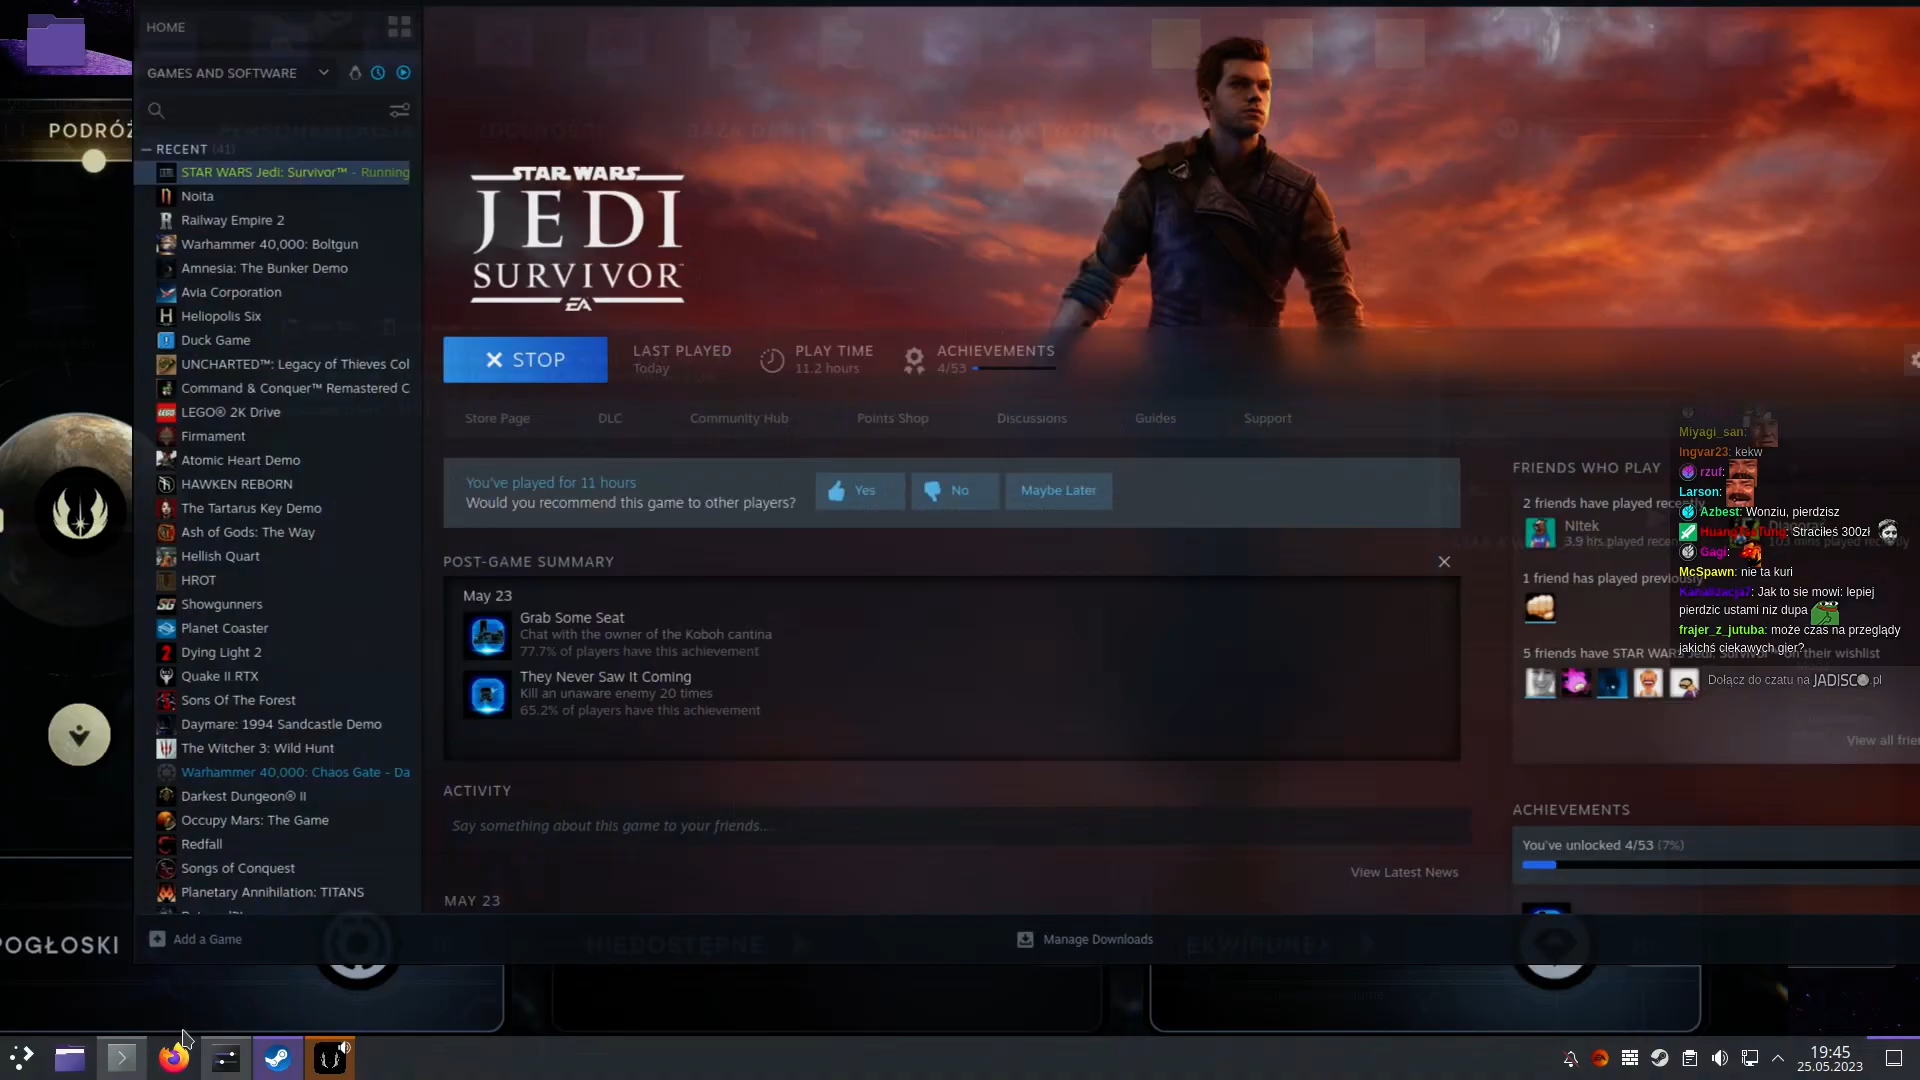 HOME
GAMES AND SOFTWARE
PODRÓŻ
RECENT (41)
STAR WARS Jedi: Survivor™ - Running
Noita
Railway Empire 2
Warhammer 40,000: Boltgun
Amnesia: The Bunker Demo
Avia Corporation
Heliopolis Six
Duck Game
UNCHARTED™: Legacy of Thieves Col
Command & Conquer™ Remastered C
LEGO® 2K Drive
Firmament
Atomic Heart Demo
HAWKEN REBORN
The Tartarus Key Demo
Ash of Gods: The Way
Hellish Quart
HROT
Showgunners
Planet Coaster
Dying Light 2
Quake II RTX
Sons Of The Forest
Daymare: 1994 Sandcastle Demo
The Witcher 3: Wild Hunt
Warhammer 40,000: Chaos Gate - Da
Darkest Dungeon® II
Occupy Mars: The Game
Redfall
Songs of Conquest
Planetary Annihilation: TITANS
POGŁOSKI
Add a Game
STAR WARS
JEDI
SURVIVOR
EA
STOP
LAST PLAYED
Today
PLAY TIME
11.2 hours
ACHIEVEMENTS
4/53
Store Page
DLC
Community Hub
Points Shop
Discussions
Guides
Support
You've played for 11 hours
Would you recommend this game to other players?
Yes
No
Maybe Later
POST-GAME SUMMARY
May 23
Grab Some Seat
Chat with the owner of the Koboh cantina
77.7% of players have this achievement
They Never Saw It Coming
Kill an unaware enemy 20 times
65.2% of players have this achievement
ACTIVITY
Say something about this game to your friends...
View Latest News
MAY 23
NIEDOSTĘPNE
Manage Downloads
FRIENDS WHO PLAY
2 friends have played recently
Nitek
3.9 hrs played recen
103 mins played recently
1 friend has played previously
5 friends have STAR WARS Jedi: Survivor™ on their wishlist
View all frie
ACHIEVEMENTS
You've unlocked 4/53 (7%)
Miyagi_san:
Ingvar23: kekw
rzuf:
Larson:
Azbest: Wonziu, pierdzisz
: Straciłeś 300zł
Gagi:
McSpawn: nie ta kuri
Kanalizacja7: Jak to sie mowi: lepiej
pierdzic ustami niz dupa
frajer_z_jutuba: może czas na przeglądy
jakichś ciekawych gier?
Dołącz do czatu na JADISCO.pl
19:45
25.05.2023